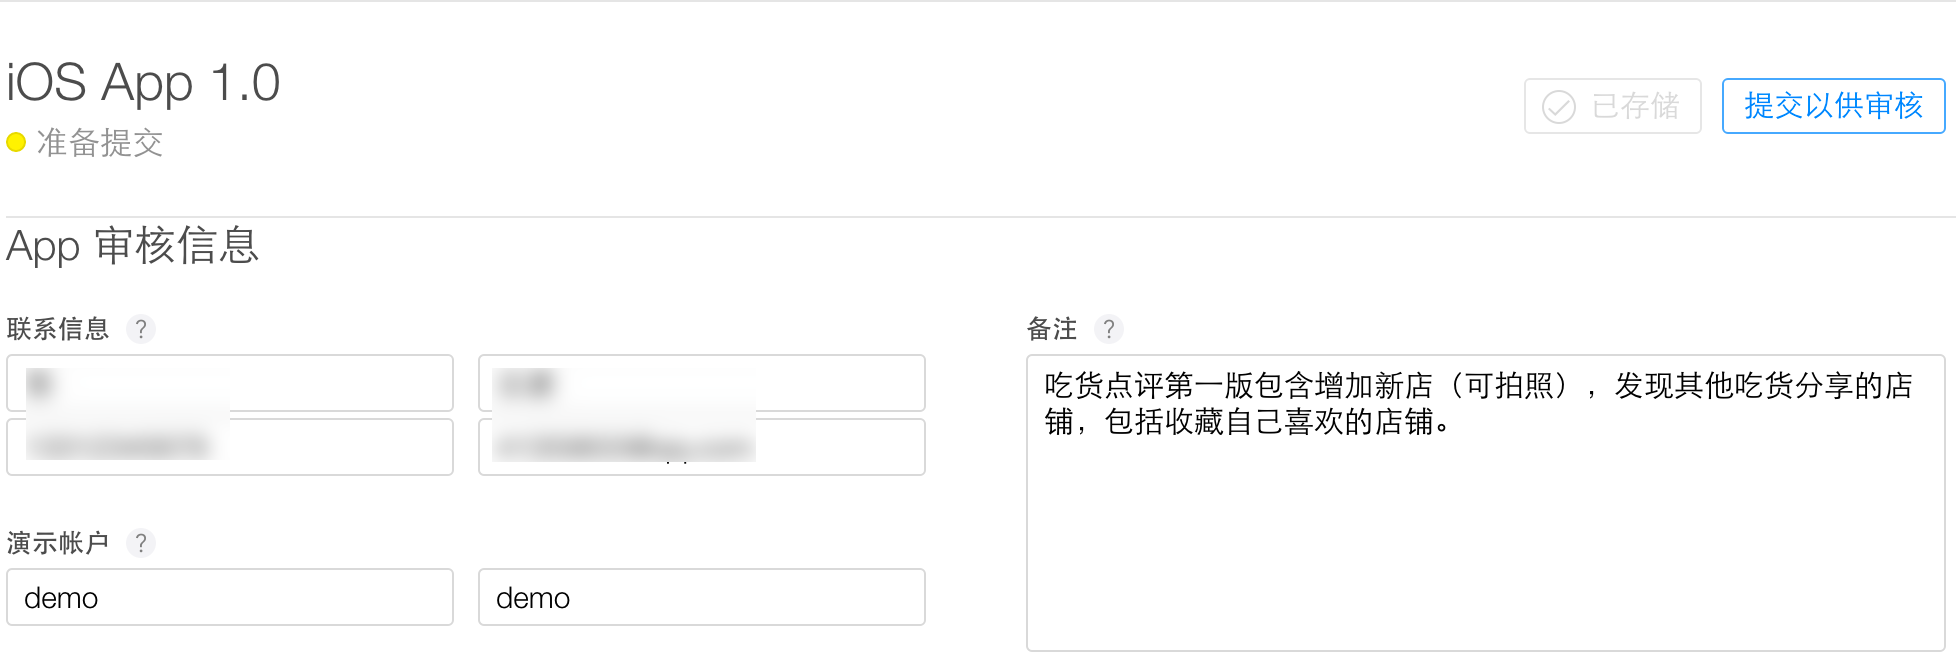 iOS App 1.0
准备提交
已存储
提交以供审核
App 审核信息
联系信息 ?
备注 ?
吃货点评第一版包含增加新店（可拍照），发现其他吃货分享的店
铺，包括收藏自己喜欢的店铺。
演示帐户 ?
demo
demo